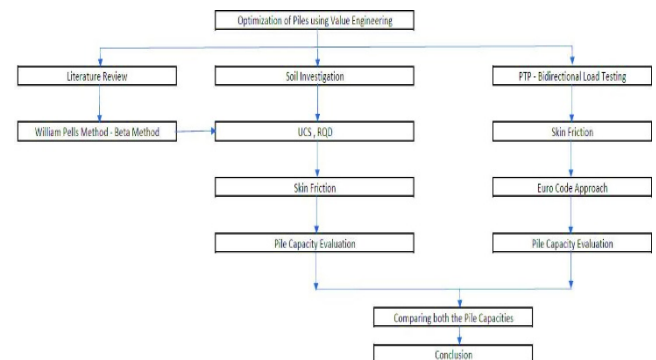 Optimization of Piles using Value Engineering
Literature Review
Soil Investigation
PTP - Bidirectional Load Testing
William Pells Method - Beta Method
UCS , RQD
Skin Friction
Skin Friction
Euro Code Approach
Pile Capacity Evaluation
Pile Capacity Evaluation
Comparing both the Pile Capacities
Conclusion